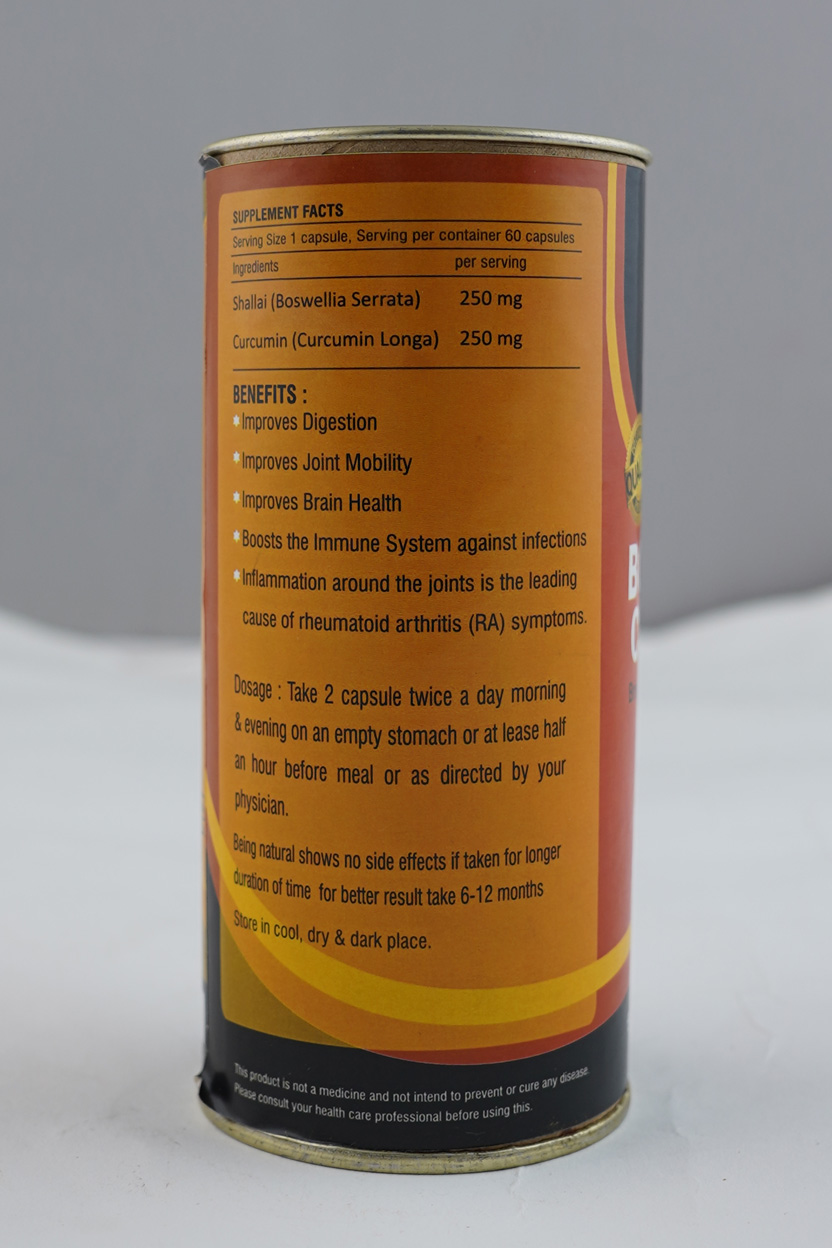 SUPPLEMENT FACTS
Serving Size 1 capsule, Serving per container 60 capsules
Ingredients per serving
Shallai (Boswellia Serrata) 250 mg
Curcumin (Curcumin Longa) 250 mg
BENEFITS :
*Improves Digestion
*Improves Joint Mobility
*Improves Brain Health
*Boosts the Immune System against infections
*Inflammation around the joints is the leading
cause of rheumatoid arthritis (RA) symptoms.
Dosage : Take 2 capsule twice a day morning
& evening on an empty stomach or at lease half
an hour before meal or as directed by your
physician.
Being natural shows no side effects if taken for longer
duration of time for better result take 6-12 months
Store in cool, dry & dark place.
This product is not a medicine and not intend to prevent or cure any disease.
Please consult your health care professional before using this.